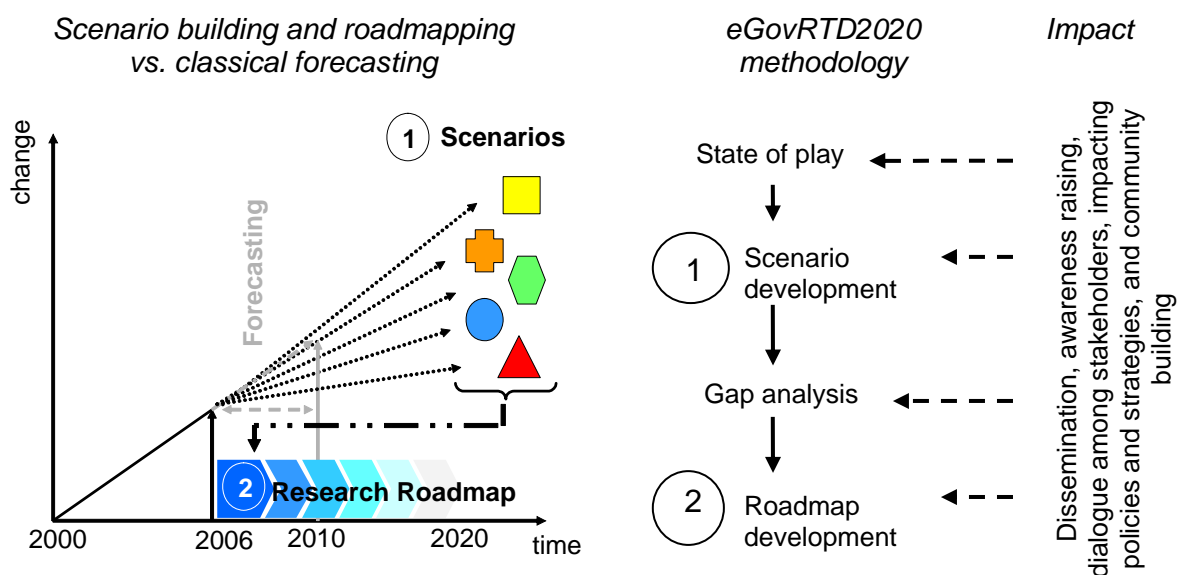 Scenario building and roadmapping
vs. classical forecasting
change
1 Scenarios
Forecasting
2 Research Roadmap
2000
2006
2010
2020
time
eGovRTD2020
methodology
State of play
1
Scenario
development
Gap analysis
2
Roadmap
development
Impact
Dissemination, awareness raising,
dialogue among stakeholders, impacting
policies and strategies, and community
building